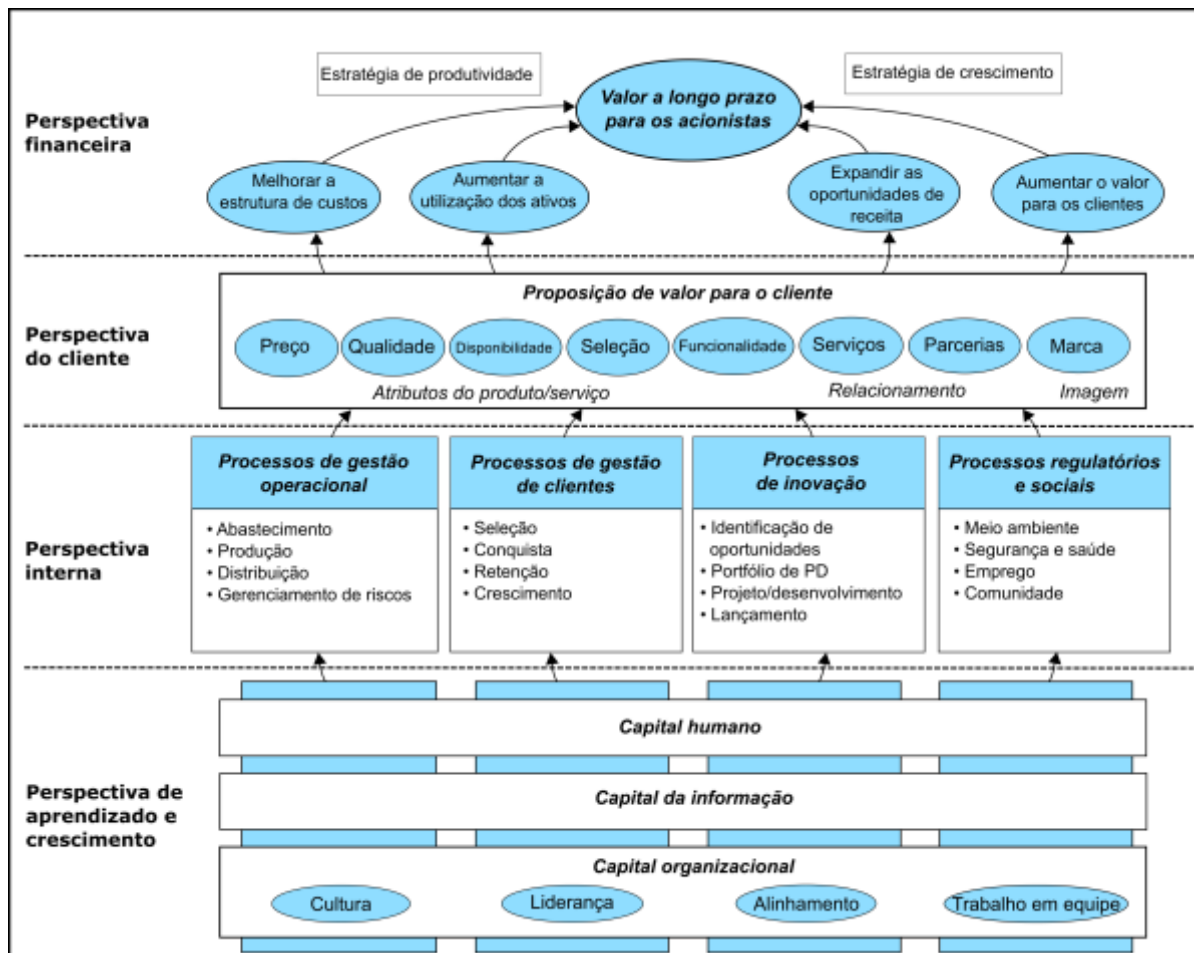 Estratégia de produtividade
Estratégia de crescimento
Valor a longo prazo
para os acionistas
Perspectiva
financeira
Melhorar a
estrutura de custos
Aumentar a
utilização dos ativos
Expandir as
oportunidades de
receita
Aumentar o valor
para os clientes
Proposição de valor para o cliente
Perspectiva
do cliente
Preço
Qualidade
Disponibilidade
Seleção
Funcionalidade
Serviços
Parcerias
Marca
Atributos do produto/serviço
Relacionamento
Imagem
Perspectiva
interna
Processos de gestão
operacional
• Abastecimento
• Produção
• Distribuição
• Gerenciamento de riscos
Processos de gestão
de clientes
• Seleção
• Conquista
• Retenção
• Crescimento
Processos
de inovação
• Identificação de
oportunidades
• Portfólio de PD
• Projeto/desenvolvimento
• Lançamento
Processos regulatórios
e sociais
• Meio ambiente
• Segurança e saúde
• Emprego
• Comunidade
Perspectiva de
aprendizado e
crescimento
Capital humano
Capital da informação
Capital organizacional
Cultura
Liderança
Alinhamento
Trabalho em equipe